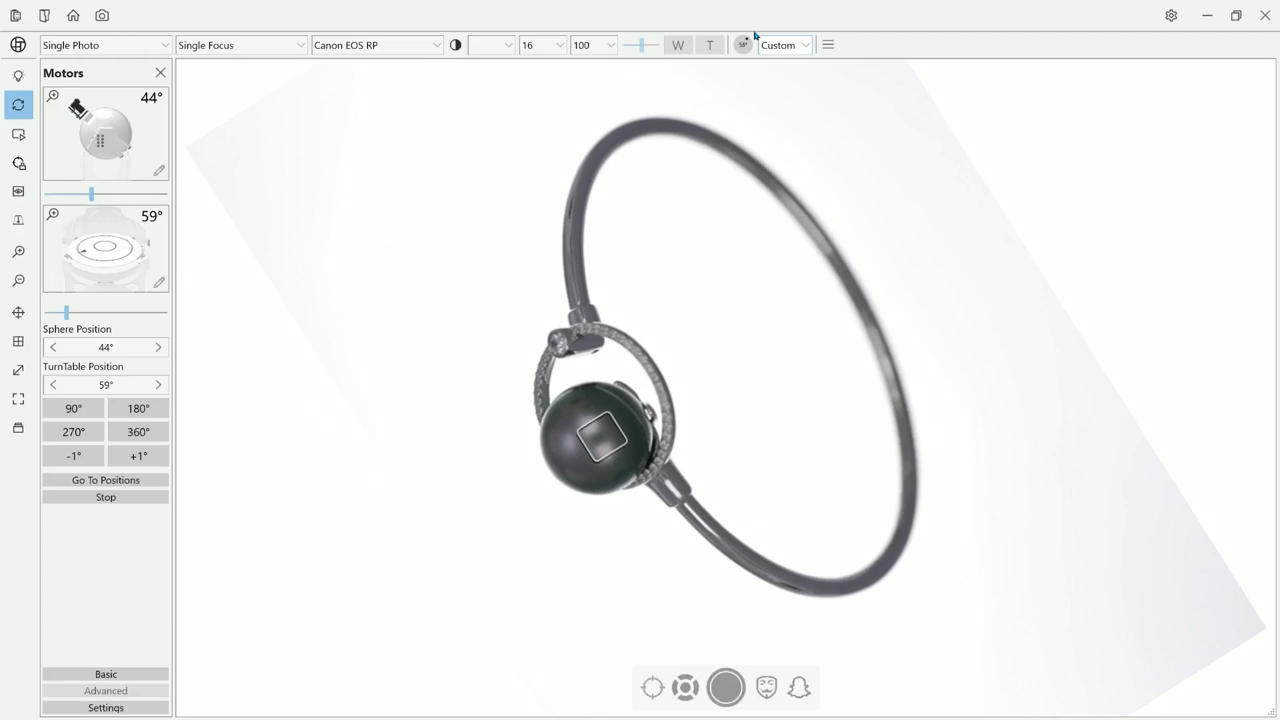 Single Photo
Single Focus
Canon EOS RP
16
100
W
T
58°
Custom
Motors
44°
59°
Sphere Position
44°
TurnTable Position
59°
90°
180°
270°
360°
-1°
+1°
Go To Positions
Stop
Basic
Advanced
Settings